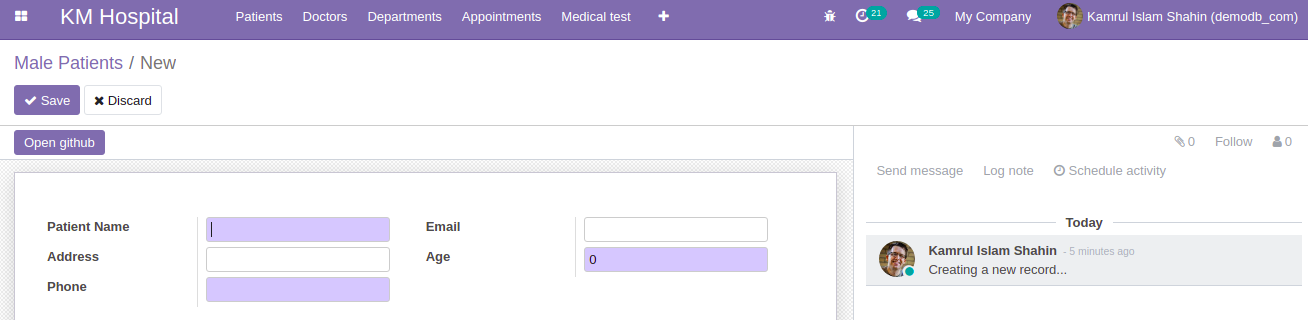 KM Hospital Patients Doctors Departments Appointments Medical test 21 25 My Company Kamrul Islam Shahin (demodb_com)
Male Patients / New
Save Discard
Open github
0 Follow 0
Send message Log note Schedule activity
Patient Name
Email
Address
Age 0
Phone
Today
Kamrul Islam Shahin - 5 minutes ago
Creating a new record...